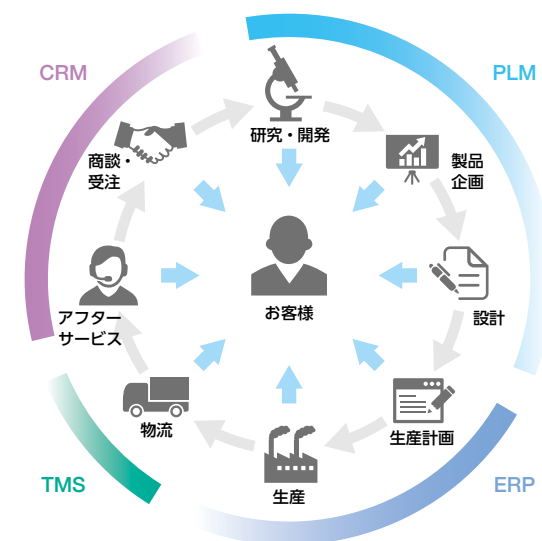 CRM
PLM
研究・開発
商談・
受注
製品
企画
お客様
アフター
サービス
設計
物流
生産計画
生産
TMS
ERP